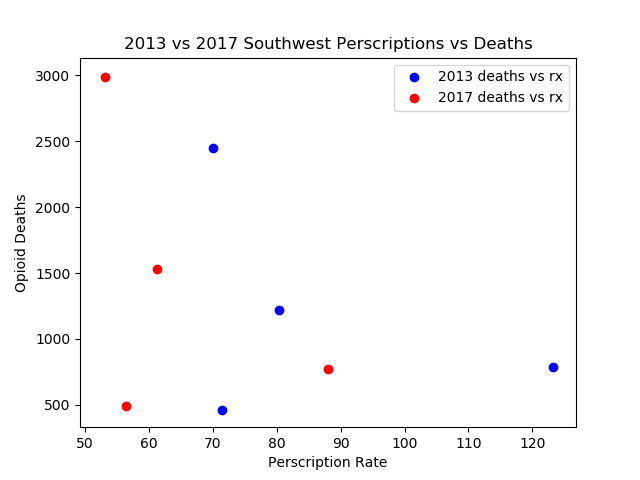 2013 vs 2017 Southwest Perscriptions vs Deaths
2013 deaths vs rx
2017 deaths vs rx
3000
2500
2000
1500
1000
500
Opioid Deaths
50 60 70 80 90 100 110 120
Perscription Rate